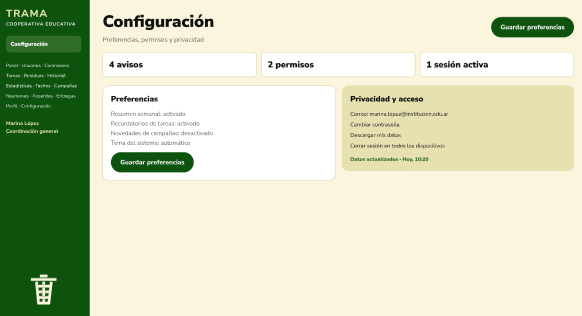 TRAMA
COOPERATIVA EDUCATIVA
Configuración
Panel · Usuarios · Comisiones
Tareas · Residuos · Historial
Estadísticas · Tachos · Campañas
Reuniones · Acuerdos · Entregas
Perfil · Configuración
Marina López
Coordinación general
Configuración
Preferencias, permisos y privacidad
Guardar preferencias
4 avisos
2 permisos
1 sesión activa
Preferencias
Resumen semanal: activado
Recordatorios de tareas: activado
Novedades de campañas: desactivado
Tema del sistema: automático
Guardar preferencias
Privacidad y acceso
Correo: marina.lopez@institucion.edu.ar
Cambiar contraseña
Descargar mis datos
Cerrar sesión en todos los dispositivos
Datos actualizados · Hoy, 10:20